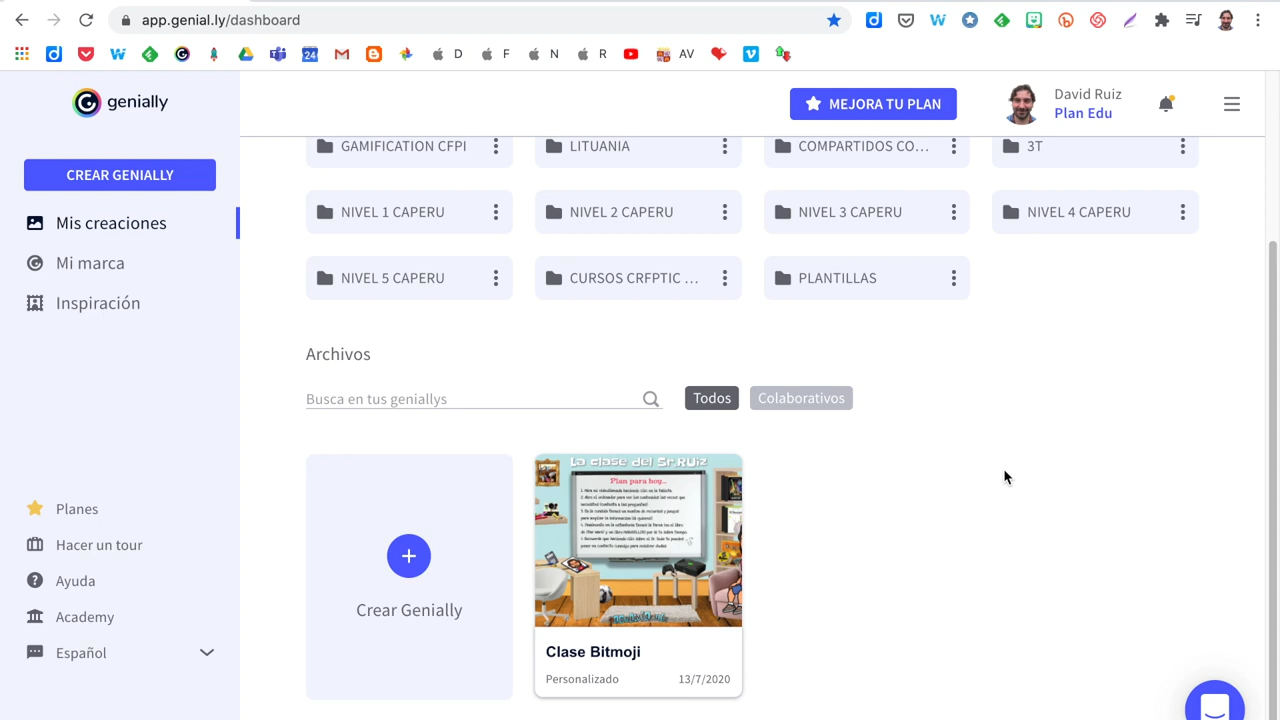 app.genial.ly/dashboard
24
D
F
N
R
AV
genially
MEJORA TU PLAN
David Ruiz
Plan Edu
CREAR GENIALLY
Mis creaciones
Mi marca
Inspiración
Planes
Hacer un tour
Ayuda
Academy
Español
GAMIFICATION CFPI
LITUANIA
COMPARTIDOS CO...
3T
NIVEL 1 CAPERU
NIVEL 2 CAPERU
NIVEL 3 CAPERU
NIVEL 4 CAPERU
NIVEL 5 CAPERU
CURSOS CRFPTIC ...
PLANTILLAS
Archivos
Busca en tus geniallys
Todos
Colaborativos
Crear Genially
La clase del Sr.RUiz
Plan para hoy...
Clase Bitmoji
Personalizado
13/7/2020